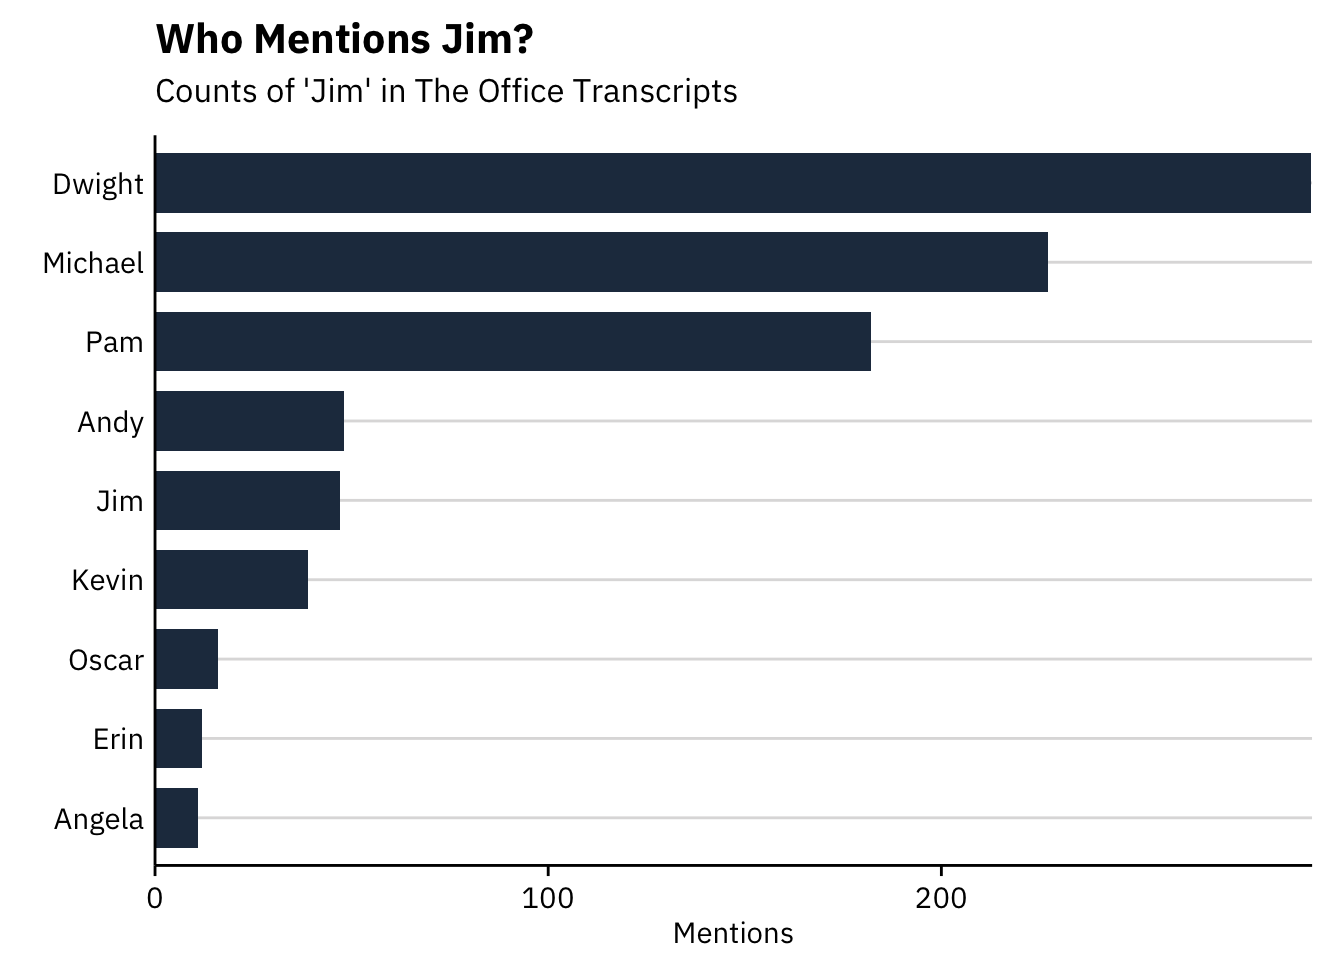 Who Mentions Jim?
Counts of 'Jim' in The Office Transcripts
Dwight
Michael
Pam
Andy
Jim
Kevin
Oscar
Erin
Angela
0 100 200
Mentions